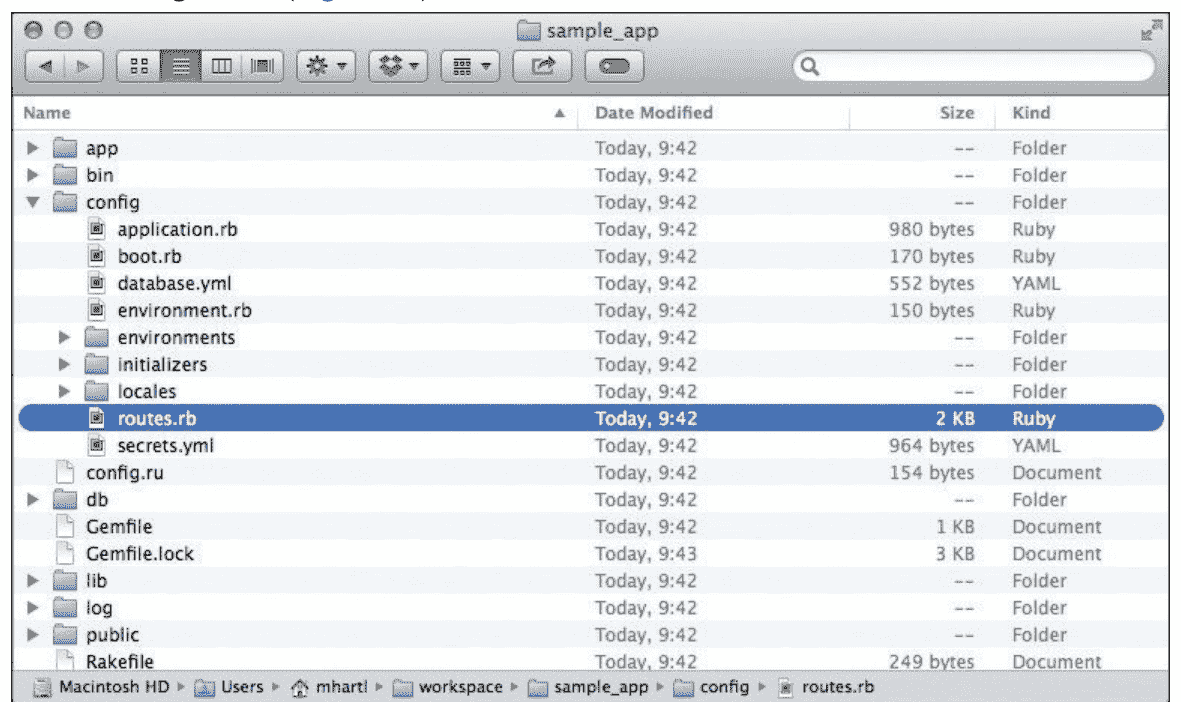 sample_app
Name Date Modified Size Kind
app Today, 9:42 -- Folder
bin Today, 9:42 -- Folder
config Today, 9:42 -- Folder
application.rb Today, 9:42 980 bytes Ruby
boot.rb Today, 9:42 170 bytes Ruby
database.yml Today, 9:42 552 bytes YAML
environment.rb Today, 9:42 150 bytes Ruby
environments Today, 9:42 -- Folder
initializers Today, 9:42 -- Folder
locales Today, 9:42 -- Folder
routes.rb Today, 9:42 2 KB Ruby
secrets.yml Today, 9:42 964 bytes YAML
config.ru Today, 9:42 154 bytes Document
db Today, 9:42 -- Folder
Gemfile Today, 9:42 1 KB Document
Gemfile.lock Today, 9:43 3 KB Document
lib Today, 9:42 -- Folder
log Today, 9:42 -- Folder
public Today, 9:42 -- Folder
Rakefile Today, 9:42 249 bytes Document
Macintosh HD ▸ Users ▸ mhartl ▸ workspace ▸ sample_app ▸ config ▸ routes.rb